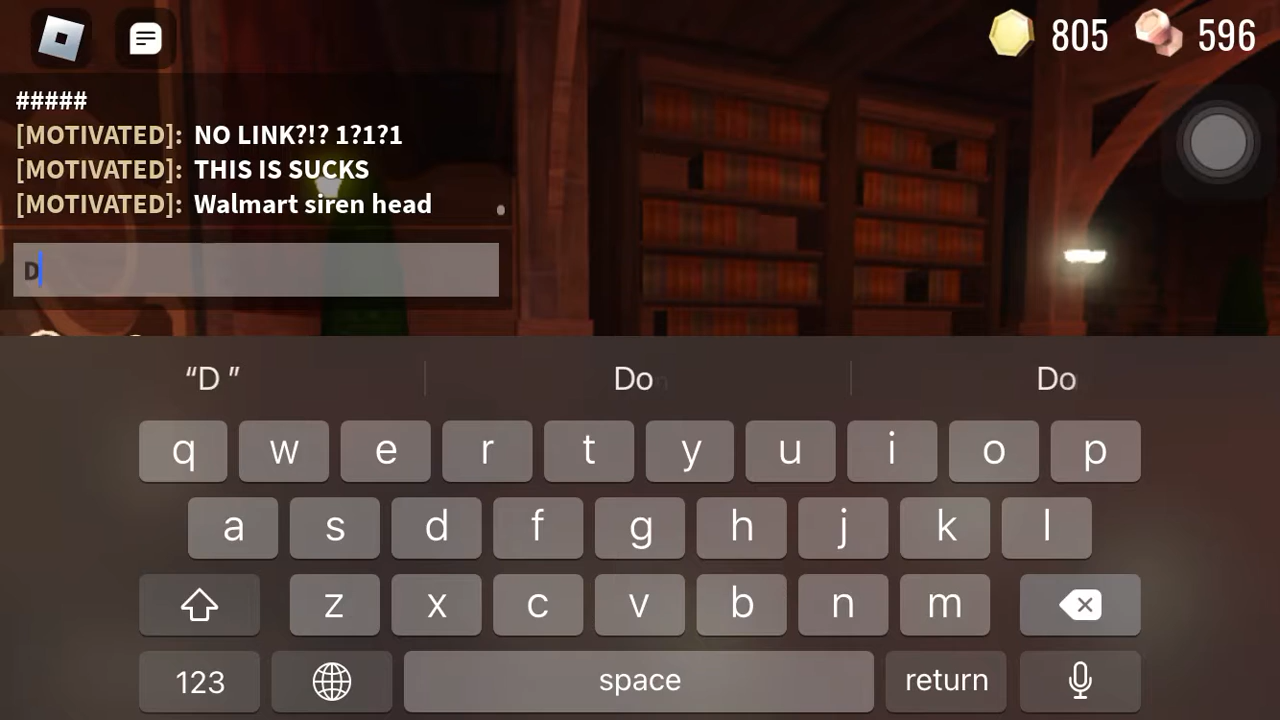 805 596
#####
[MOTIVATED]: NO LINK?!? 1?1?1
[MOTIVATED]: THIS IS SUCKS
[MOTIVATED]: Walmart siren head
D
“D ” Do Do
q w e r t y u i o p
a s d f g h j k l
z x c v b n m
123 space return